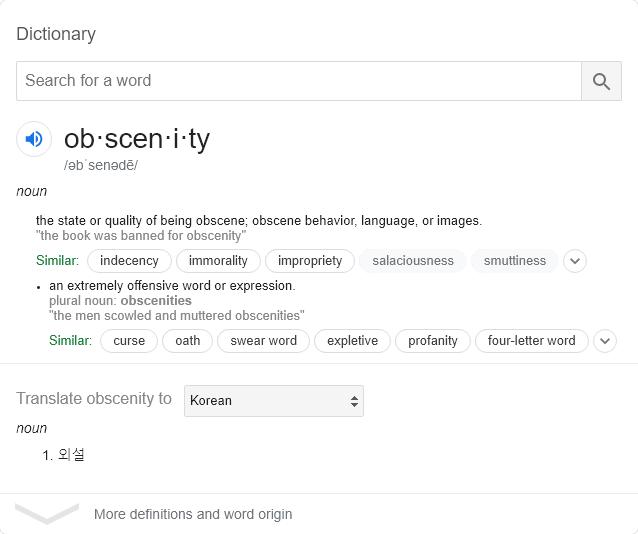 Dictionary
Search for a word
ob·scen·i·ty
/əbˈsenədē/
noun
the state or quality of being obscene; obscene behavior, language, or images.
"the book was banned for obscenity"
Similar: indecency immorality impropriety salaciousness smuttiness
• an extremely offensive word or expression.
plural noun: obscenities
"the men scowled and muttered obscenities"
Similar: curse oath swear word expletive profanity four-letter word
Translate obscenity to Korean
noun
1. 외설
More definitions and word origin